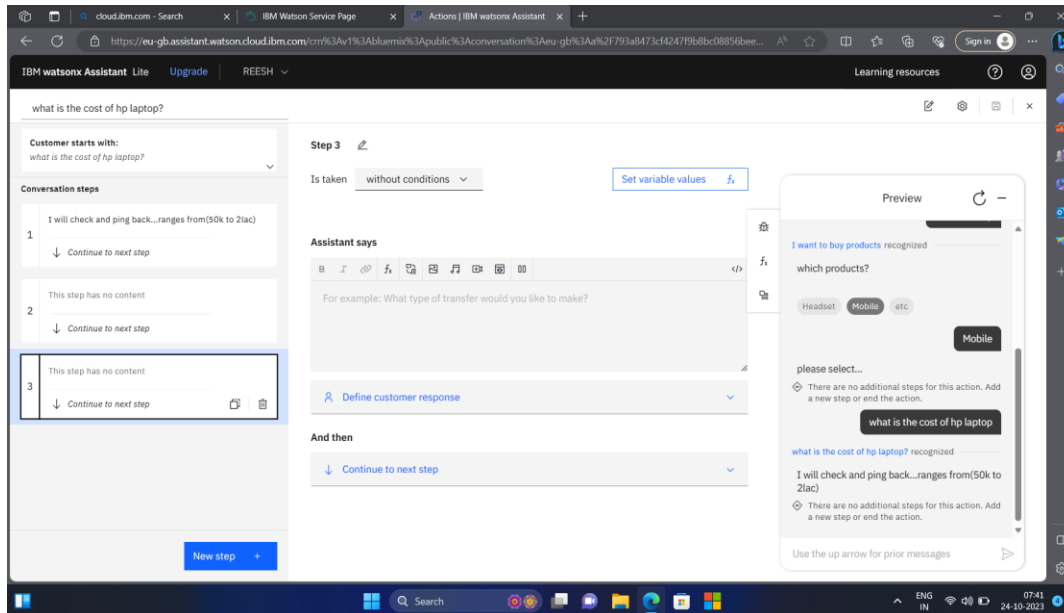 cloud.ibm.com - Search
IBM Watson Service Page
Actions | IBM watsonx Assistant
https://eu-gb.assistant.watson.cloud.ibm.com/crn%3Av1%3Abluemix%3Apublic%3Aconversation%3Aeu-gb%3Aa%2F793a8473cf4247f9b8bc08856bee...
Sign in
IBM watsonx Assistant Lite
Upgrade
REESH
Learning resources
what is the cost of hp laptop?
Customer starts with:
what is the cost of hp laptop?
Conversation steps
1
I will check and ping back...ranges from(50k to 2lac)
Continue to next step
2
This step has no content
Continue to next step
3
This step has no content
Continue to next step
New step +
Step 3
Is taken
without conditions
Set variable values
Assistant says
B I
For example: What type of transfer would you like to make?
Define customer response
And then
Continue to next step
Preview
I want to buy products recognized
which products?
Headset Mobile etc
Mobile
please select...
There are no additional steps for this action. Add
a new step or end the action.
what is the cost of hp laptop
what is the cost of hp laptop? recognized
I will check and ping back...ranges from(50k to
2lac)
There are no additional steps for this action. Add
a new step or end the action.
Use the up arrow for prior messages
Search
ENG
IN
07:41
24-10-2023